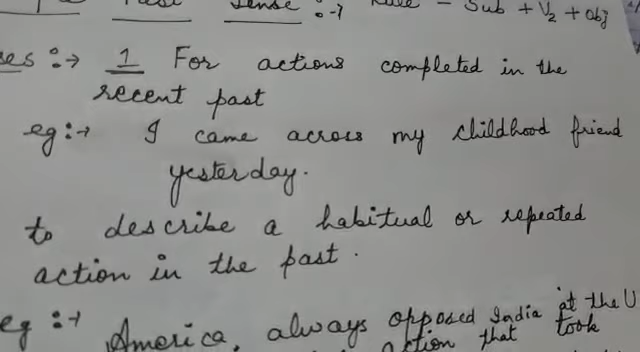 Past Tense :→ Rule - Sub + V2 + obj
ses :→ 1 For actions completed in the
recent past
eg :→ I came across my childhood friend
yesterday.
to describe a habitual or repeated
action in the past.
eg :→ America, always opposed India at the U
action that took